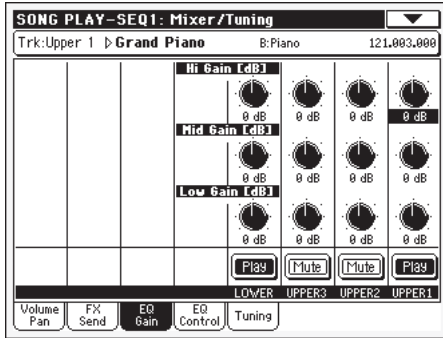 SONG PLAY-SEQ1: Mixer/Tuning
Trk:Upper 1 ▷Grand Piano B:Piano 121.003.000
Hi Gain [dB]
0 dB 0 dB 0 dB 0 dB
Mid Gain [dB]
0 dB 0 dB 0 dB 0 dB
Low Gain [dB]
0 dB 0 dB 0 dB 0 dB
Play Mute Mute Play
LOWER UPPER3 UPPER2 UPPER1
Volume Pan FX Send EQ Gain EQ Control Tuning